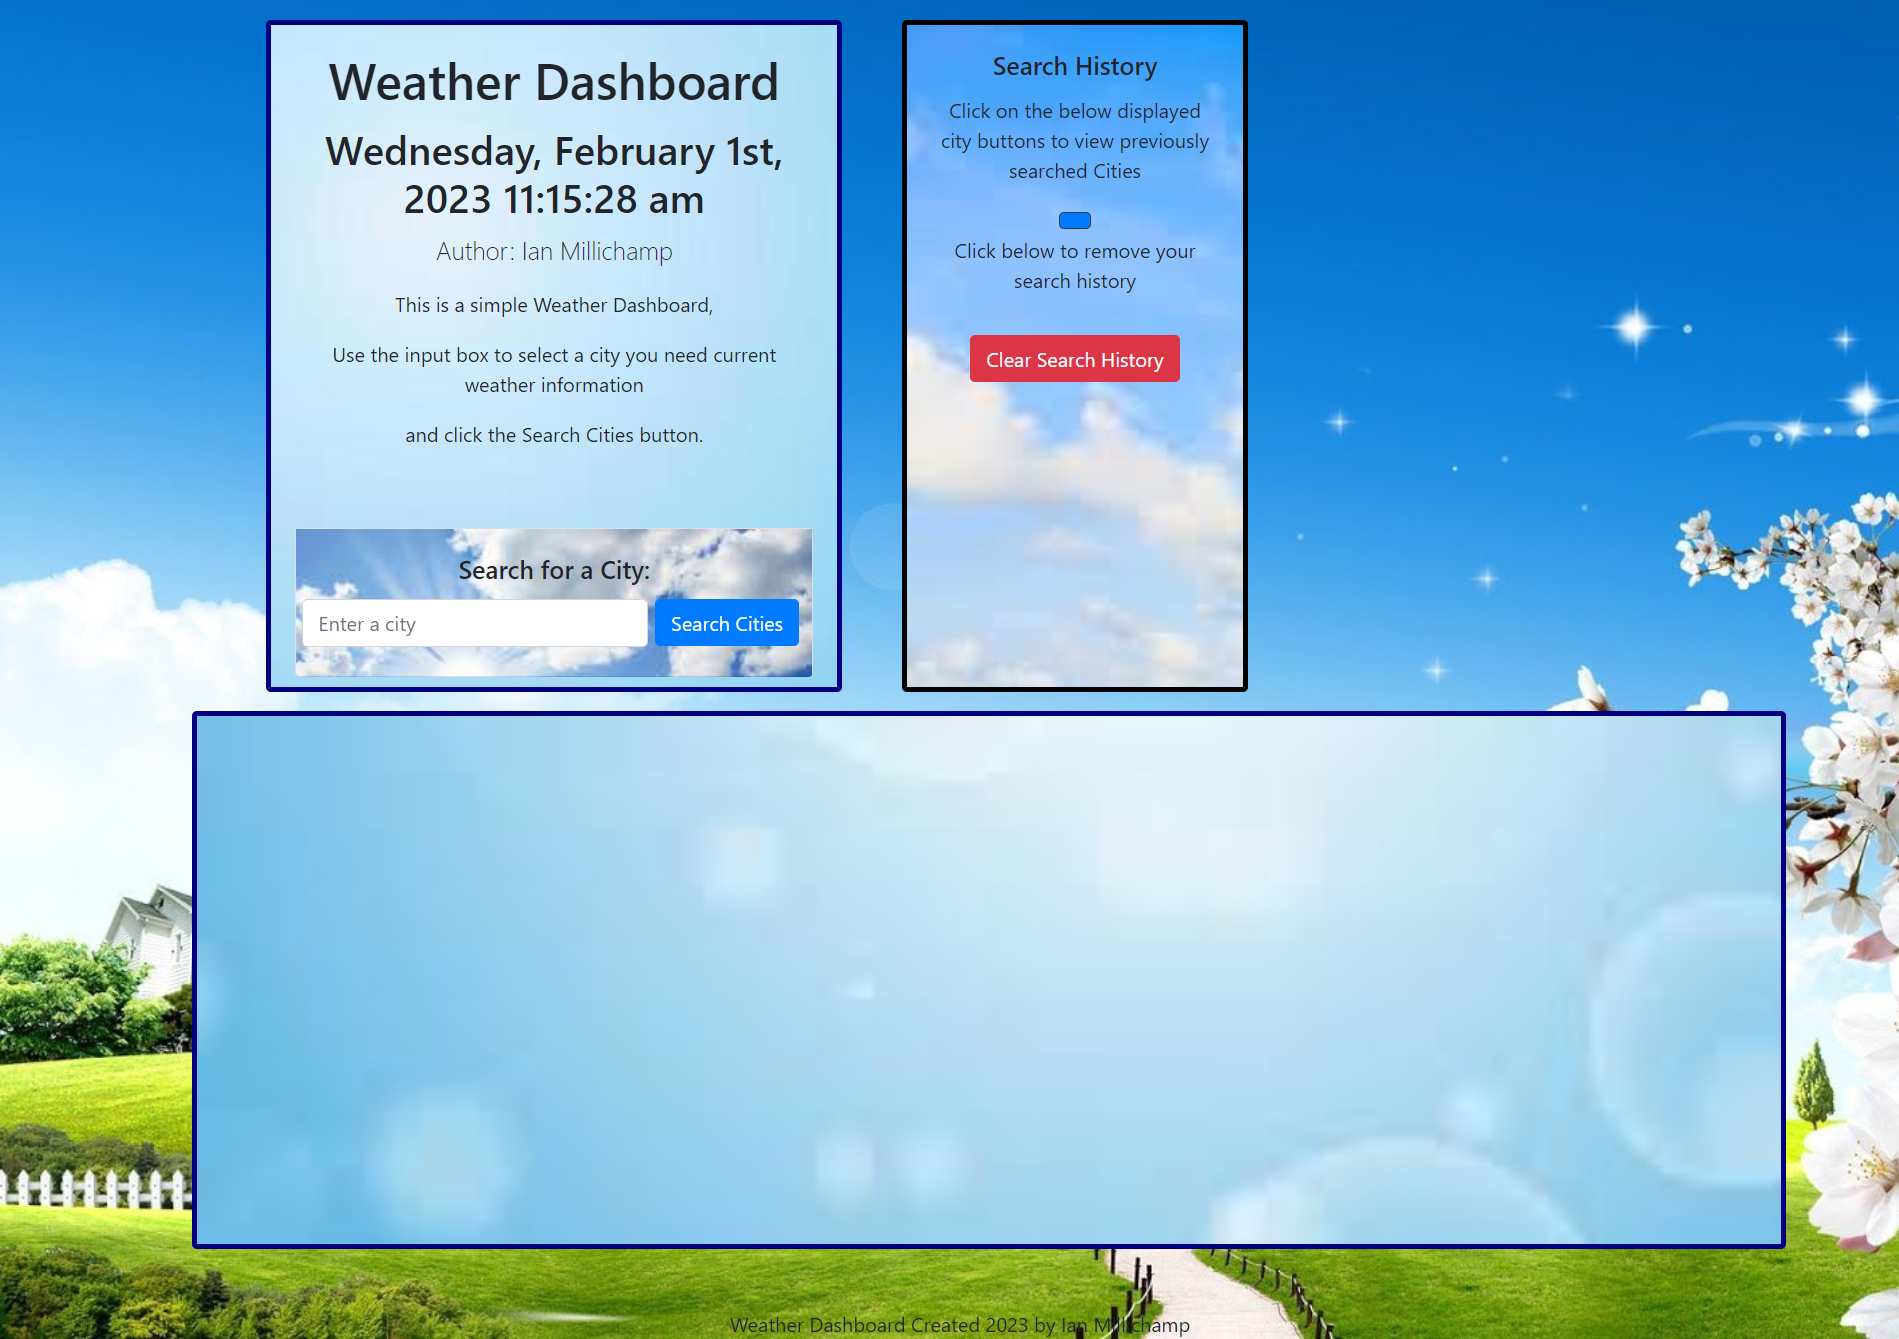 Weather Dashboard
Wednesday, February 1st,
2023 11:15:28 am
Author: Ian Millichamp
This is a simple Weather Dashboard,
Use the input box to select a city you need current
weather information
and click the Search Cities button.
Search for a City:
Enter a city
Search Cities
Search History
Click on the below displayed
city buttons to view previously
searched Cities
Click below to remove your
search history
Clear Search History
Weather Dashboard Created 2023 by Ian Millichamp